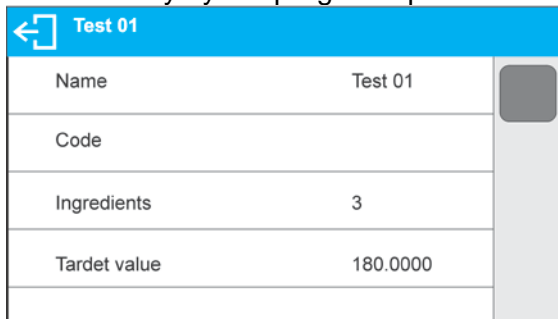 Test 01
Name Test 01
Code
Ingredients 3
Tardet value 180.0000